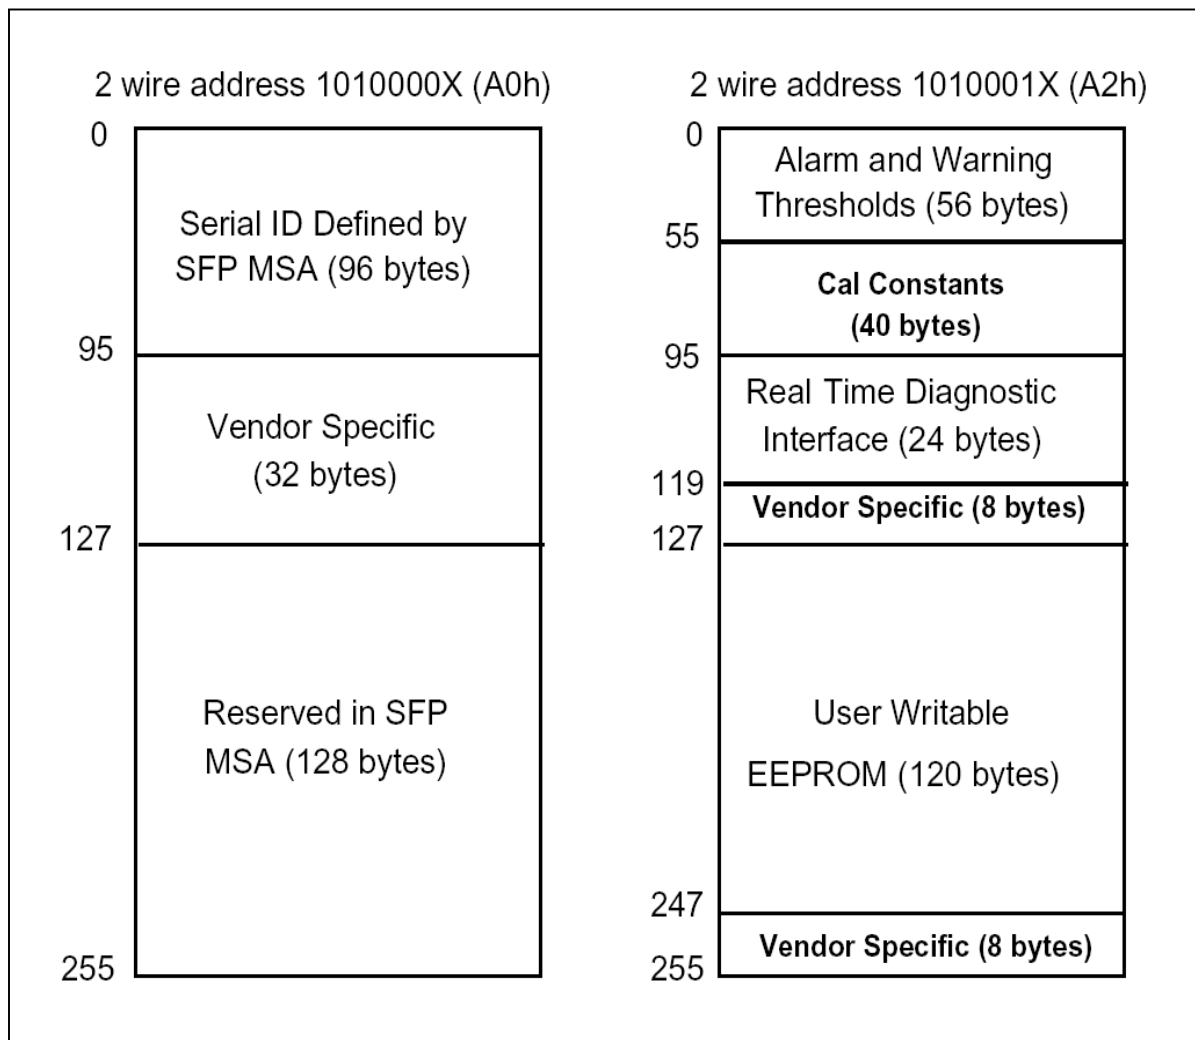 2 wire address 1010000X (A0h)
0
Serial ID Defined by
SFP MSA (96 bytes)
95
Vendor Specific
(32 bytes)
127
Reserved in SFP
MSA (128 bytes)
255
2 wire address 1010001X (A2h)
0
Alarm and Warning
Thresholds (56 bytes)
55
Cal Constants
(40 bytes)
95
Real Time Diagnostic
Interface (24 bytes)
119
Vendor Specific (8 bytes)
127
User Writable
EEPROM (120 bytes)
247
Vendor Specific (8 bytes)
255